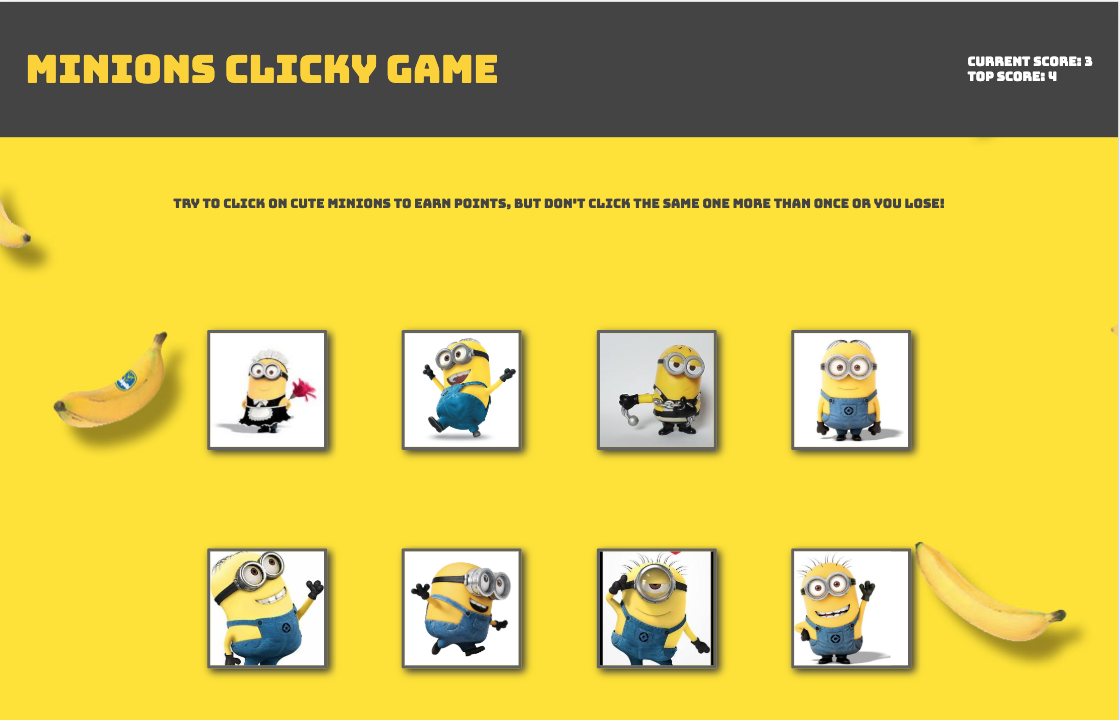 MINIONS CLICKY GAME
CURRENT SCORE: 3
TOP SCORE: 4
TRY TO CLICK ON CUTE MINIONS TO EARN POINTS, BUT DON'T CLICK THE SAME ONE MORE THAN ONCE OR YOU LOSE!